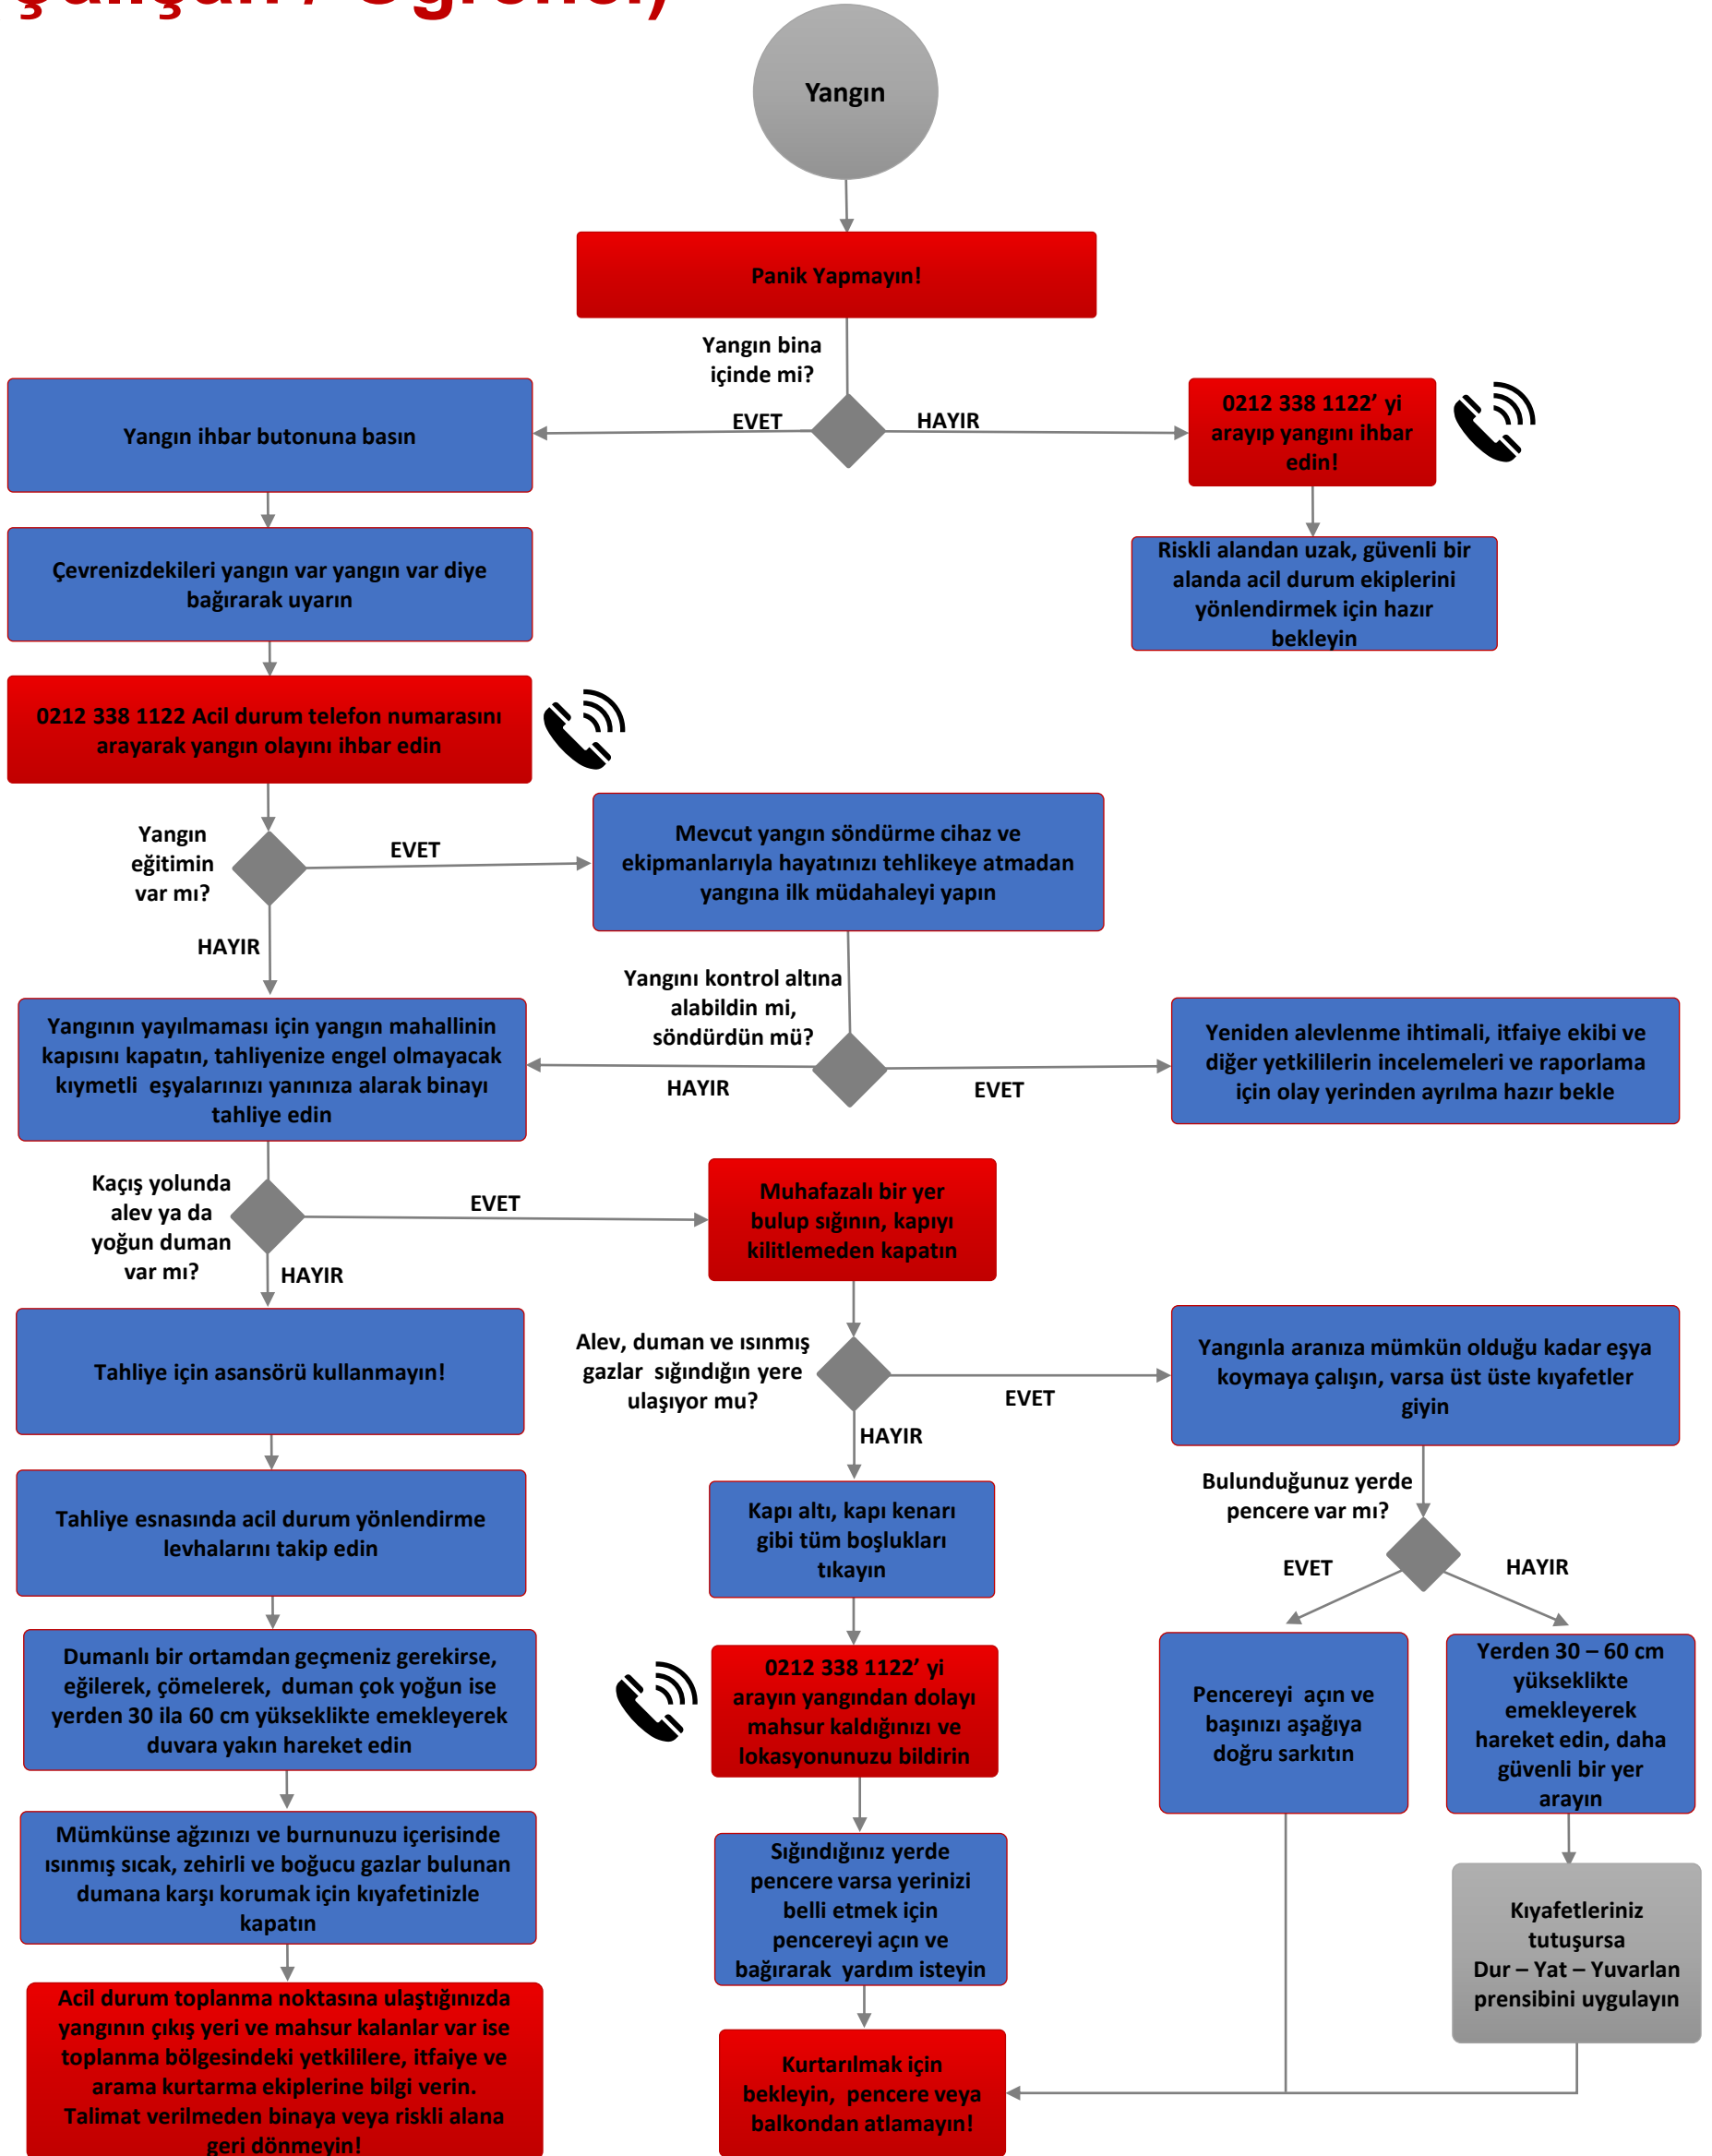 Çalışan / Öğrenci)
Yangın
Panik Yapmayın!
Yangın bina
içinde mi?
EVET
HAYIR
Yangın ihbar butonuna basın
0212 338 1122’ yi
arayıp yangını ihbar
edin!
Çevrenizdekileri yangın var yangın var diye
bağırarak uyarın
Riskli alandan uzak, güvenli bir
alanda acil durum ekiplerini
yönlendirmek için hazır
bekleyin
0212 338 1122 Acil durum telefon numarasını
arayarak yangın olayını ihbar edin
Yangın
eğitimin
var mı?
EVET
HAYIR
Mevcut yangın söndürme cihaz ve
ekipmanlarıyla hayatınızı tehlikeye atmadan
yangına ilk müdahaleyi yapın
Yangını kontrol altına
alabildin mi,
söndürdün mü?
HAYIR
EVET
Yangının yayılmaması için yangın mahallinin
kapısını kapatın, tahliyenize engel olmayacak
kıymetli eşyalarınızı yanınıza alarak binayı
tahliye edin
Yeniden alevlenme ihtimali, itfaiye ekibi ve
diğer yetkililerin incelemeleri ve raporlama
için olay yerinden ayrılma hazır bekle
Kaçış yolunda
alev ya da
yoğun duman
var mı?
EVET
HAYIR
Muhafazalı bir yer
bulup sığının, kapıyı
kilitlemeden kapatın
Tahliye için asansörü kullanmayın!
Alev, duman ve ısınmış
gazlar sığındığın yere
ulaşıyor mu?
EVET
HAYIR
Yangınla aranıza mümkün olduğu kadar eşya
koymaya çalışın, varsa üst üste kıyafetler
giyin
Tahliye esnasında acil durum yönlendirme
levhalarını takip edin
Kapı altı, kapı kenarı
gibi tüm boşlukları
tıkayın
Bulunduğunuz yerde
pencere var mı?
EVET
HAYIR
Dumanlı bir ortamdan geçmeniz gerekirse,
eğilerek, çömelerek, duman çok yoğun ise
yerden 30 ila 60 cm yükseklikte emekleyerek
duvara yakın hareket edin
0212 338 1122’ yi
arayın yangından dolayı
mahsur kaldığınızı ve
lokasyonunuzu bildirin
Pencereyi açın ve
başınızı aşağıya
doğru sarkıtın
Yerden 30 – 60 cm
yükseklikte
emekleyerek
hareket edin, daha
güvenli bir yer
arayın
Mümkünse ağzınızı ve burnunuzu içerisinde
ısınmış sıcak, zehirli ve boğucu gazlar bulunan
dumana karşı korumak için kıyafetinizle
kapatın
Sığındığınız yerde
pencere varsa yerinizi
belli etmek için
pencereyi açın ve
bağırarak yardım isteyin
Kıyafetleriniz
tutuşursa
Dur – Yat – Yuvarlan
prensibini uygulayın
Acil durum toplanma noktasına ulaştığınızda
yangının çıkış yeri ve mahsur kalanlar var ise
toplanma bölgesindeki yetkililere, itfaiye ve
arama kurtarma ekiplerine bilgi verin.
Talimat verilmeden binaya veya riskli alana
geri dönmeyin!
Kurtarılmak için
bekleyin, pencere veya
balkondan atlamayın!